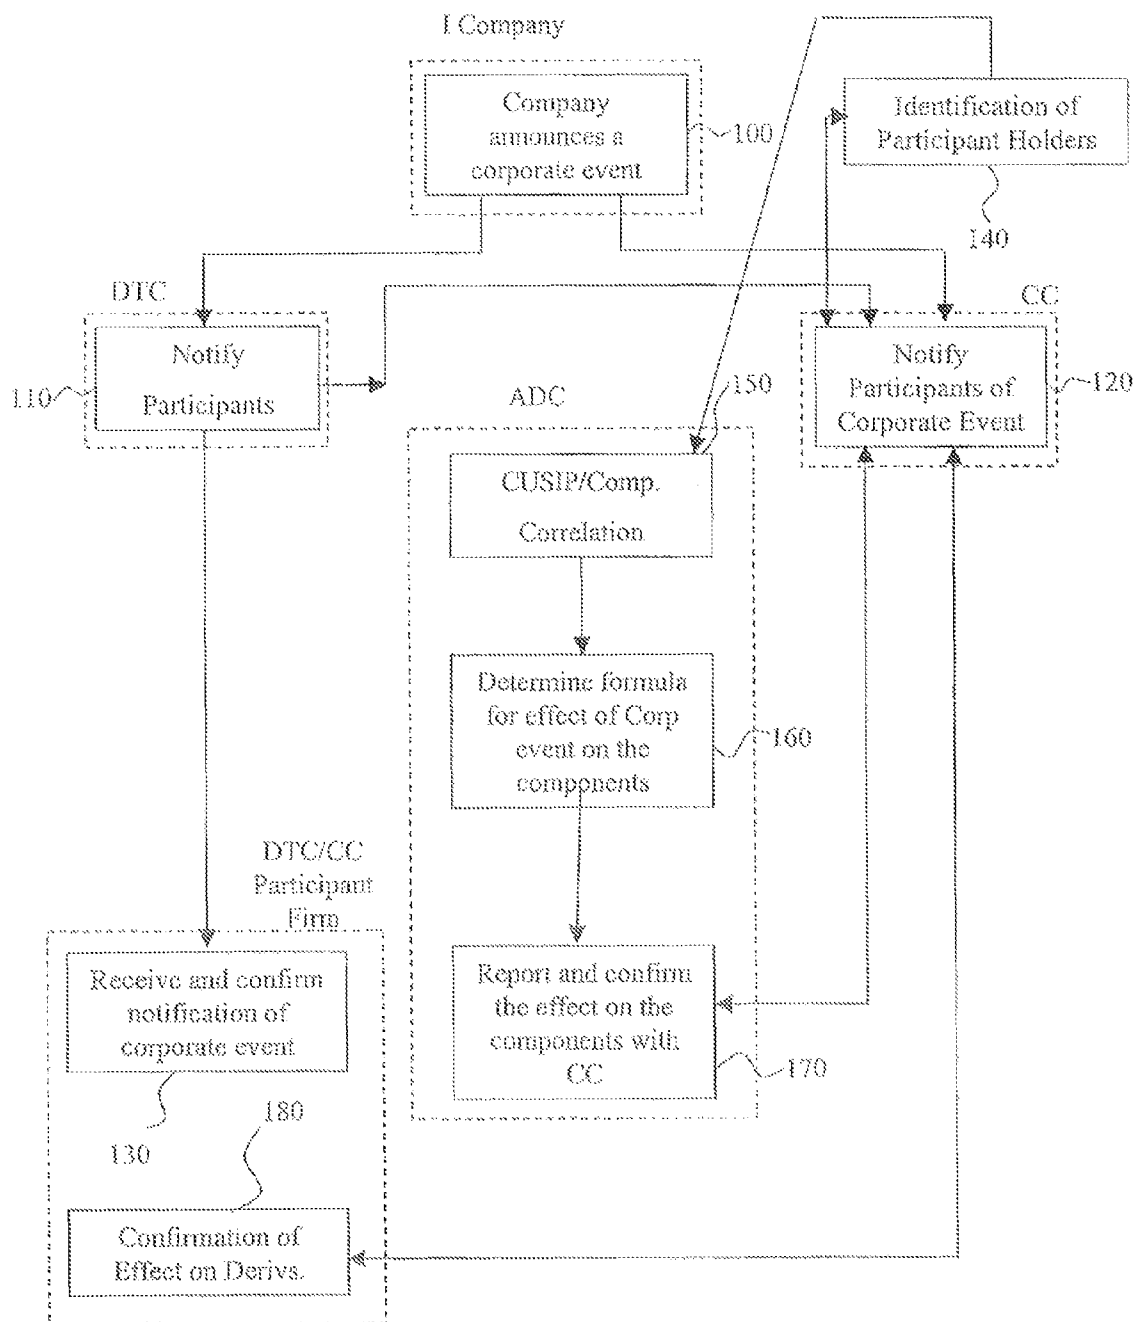 I Company
Company
announces a
corporate event
100
Identification of
Participant Holders
140
DTC
CC
Notify
Participants
110
Notify
Participants of
Corporate Event
120
ADC
150
CUSIP/Comp.
Correlation
Determine formula
for effect of Corp
event on the
components
160
DTC/CC
Participant
Firm
Receive and confirm
notification of
corporate event
130
Report and confirm
the effect on the
components with
CC
170
180
Confirmation of
Effect on Derivs.